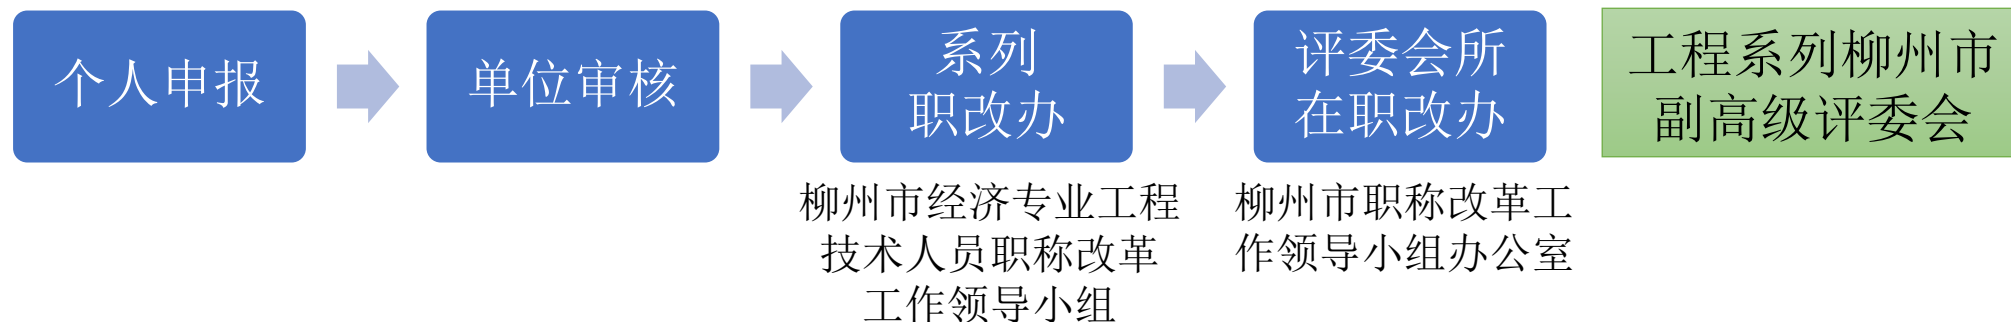 个人申报
单位审核
系列
职改办
评委会所
在职改办
工程系列柳州市
副高级评委会
柳州市经济专业工程
技术人员职称改革
工作领导小组
柳州市职称改革工
作领导小组办公室